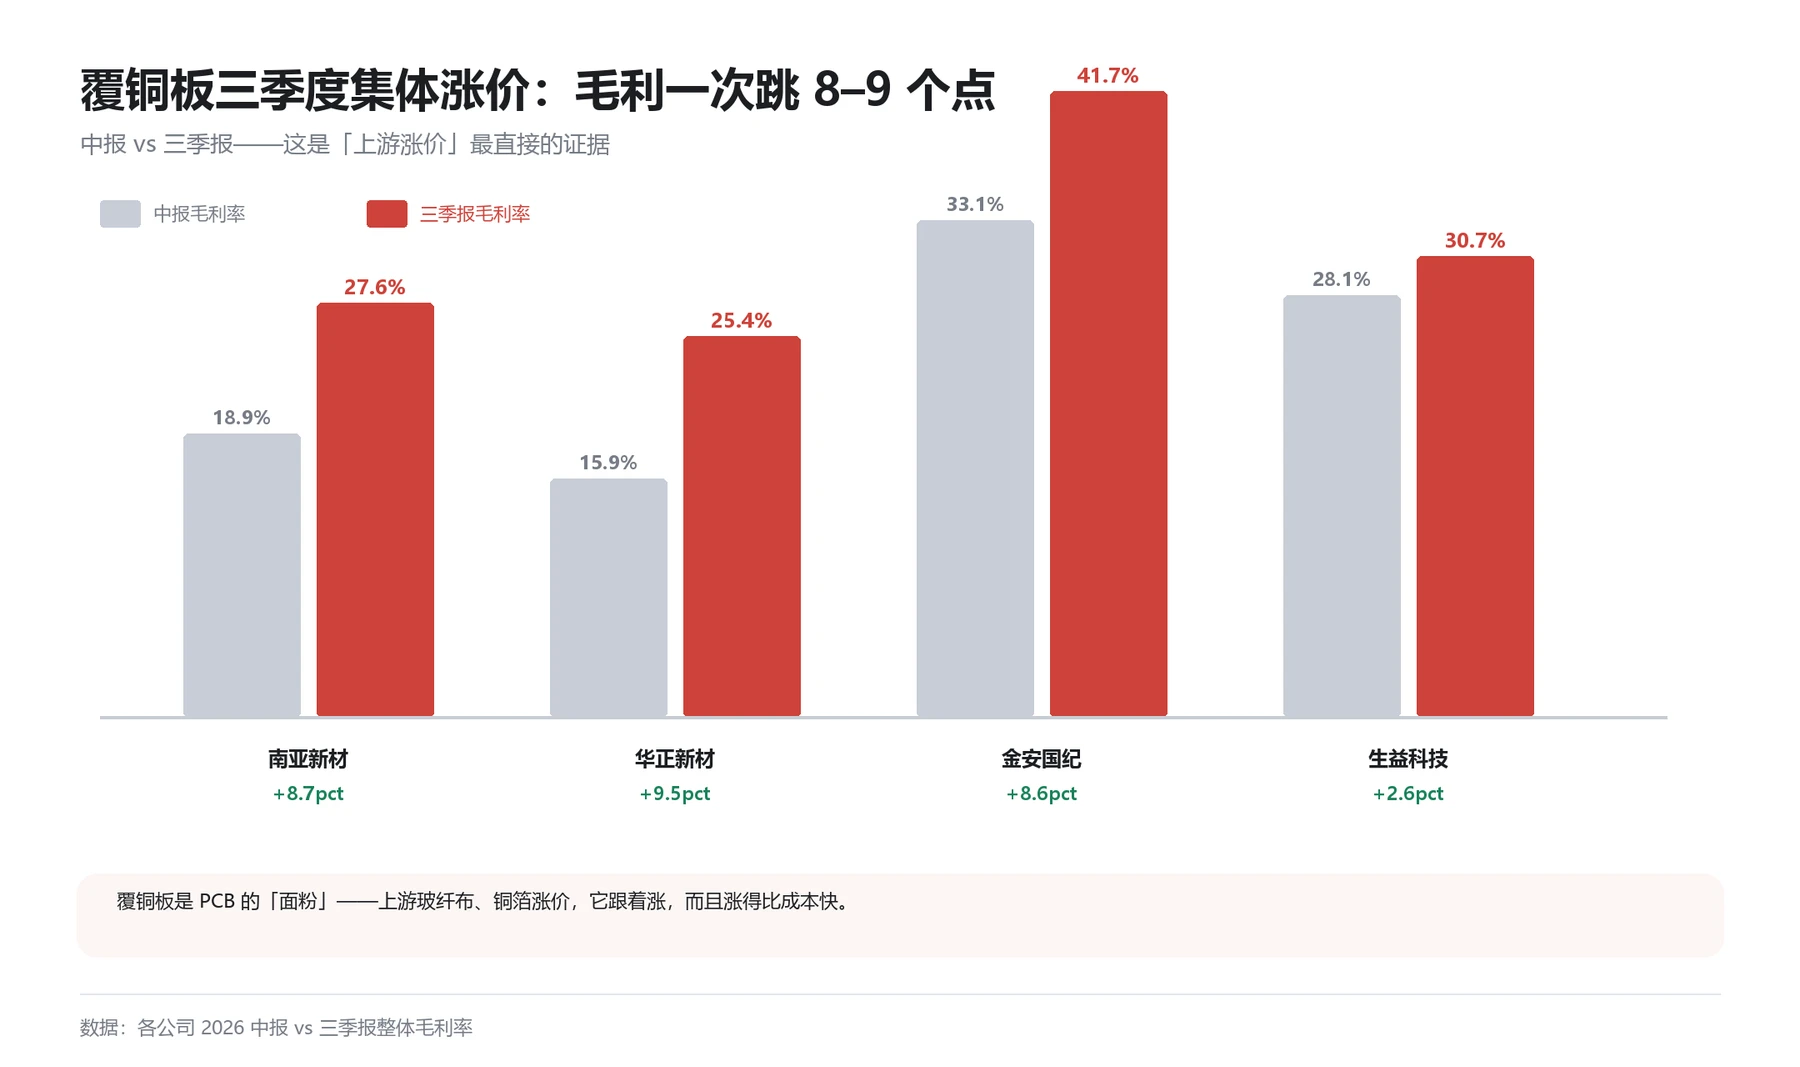 覆铜板三季度集体涨价：毛利一次跳 8–9 个点
中报 vs 三季报——这是「上游涨价」最直接的证据
中报毛利率
三季报毛利率
18.9%
27.6%
15.9%
25.4%
33.1%
41.7%
28.1%
30.7%
南亚新材
华正新材
金安国纪
生益科技
+8.7pct
+9.5pct
+8.6pct
+2.6pct
覆铜板是 PCB 的「面粉」——上游玻纤布、铜箔涨价，它跟着涨，而且涨得比成本快。
数据：各公司 2026 中报 vs 三季报整体毛利率